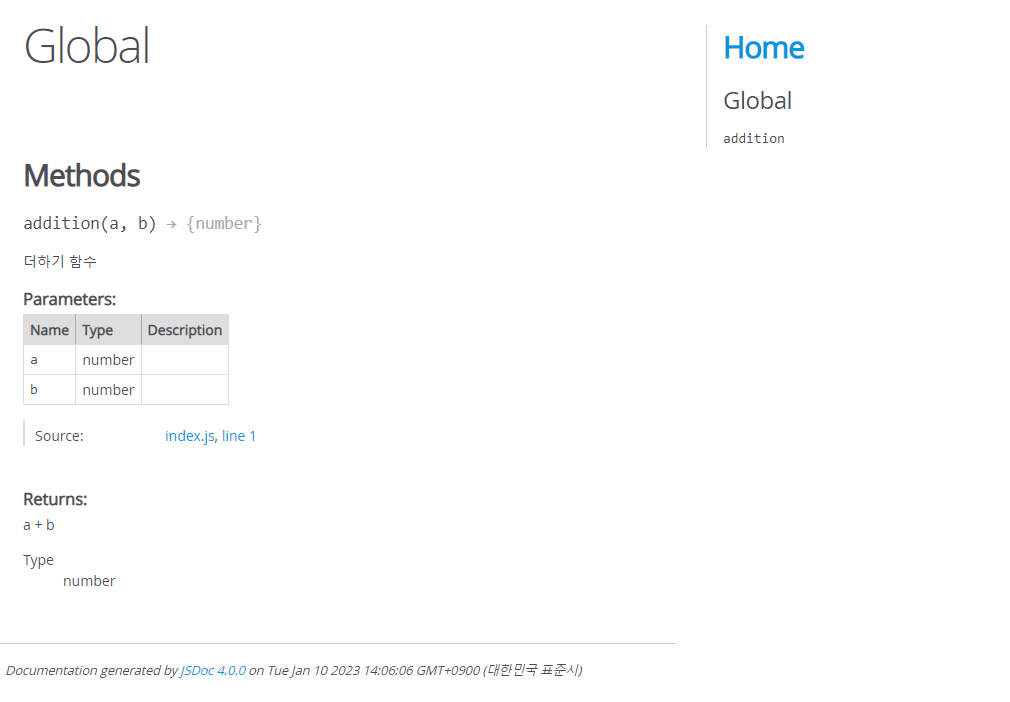 Global
Methods
addition(a, b) → {number}
더하기 함수
Parameters:
Name Type Description
a number
b number
Source: index.js, line 1
Returns:
a + b
Type
number
Documentation generated by JSDoc 4.0.0 on Tue Jan 10 2023 14:06:06 GMT+0900 (대한민국 표준시)
Home
Global
addition